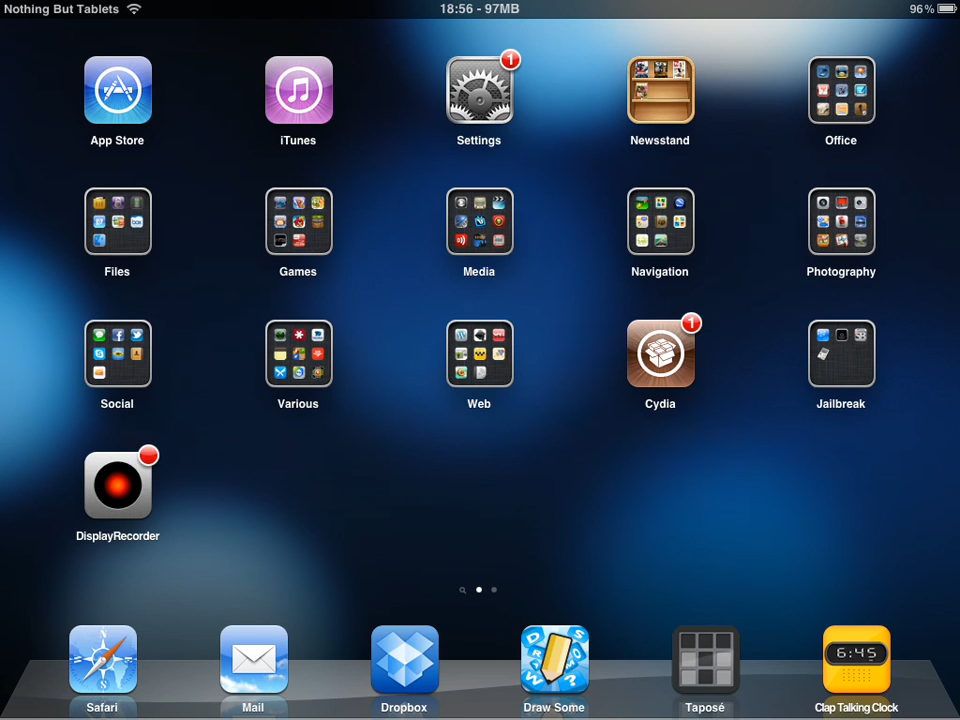 Nothing But Tablets 18:56 - 97MB 96%
1
App Store iTunes Settings Newsstand Office
Files Games Media Navigation Photography
1
Social Various Web Cydia Jailbreak
DisplayRecorder
6:45
Safari Mail Dropbox Draw Some Taposé Clap Talking Clock